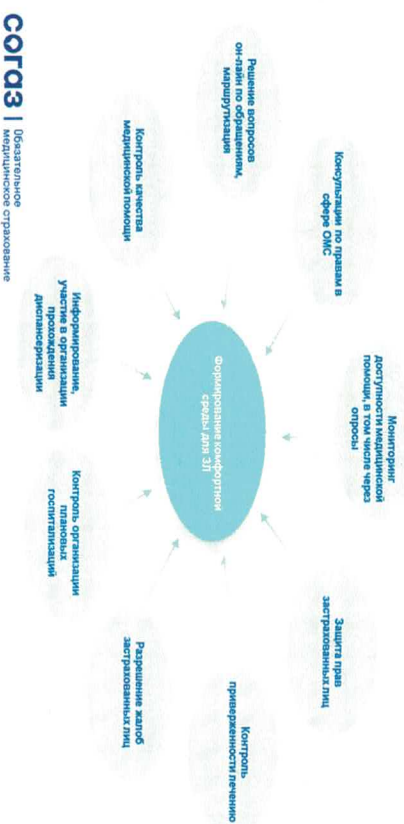 Мониторинг
доступности медицинской
помощи, в том числе через
опросы
Консультации по правам в
сфере ОМС
Защита прав
застрахованных лиц
Решение вопросов
он-лайн по обращениям,
маршрутизация
Формирование комфортной
среды для ЗЛ
Контроль
приверженности лечению
Контроль качества
медицинской помощи
Разрешение жалоб
застрахованных лиц
Информирование,
участие в организации
прохождения
диспансеризации
Контроль организации
плановых
госпитализаций
согаз | Обязательное
медицинское страхование